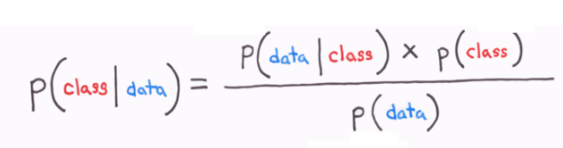 p(class|data) = p(data|class) × p(class)
p(data)